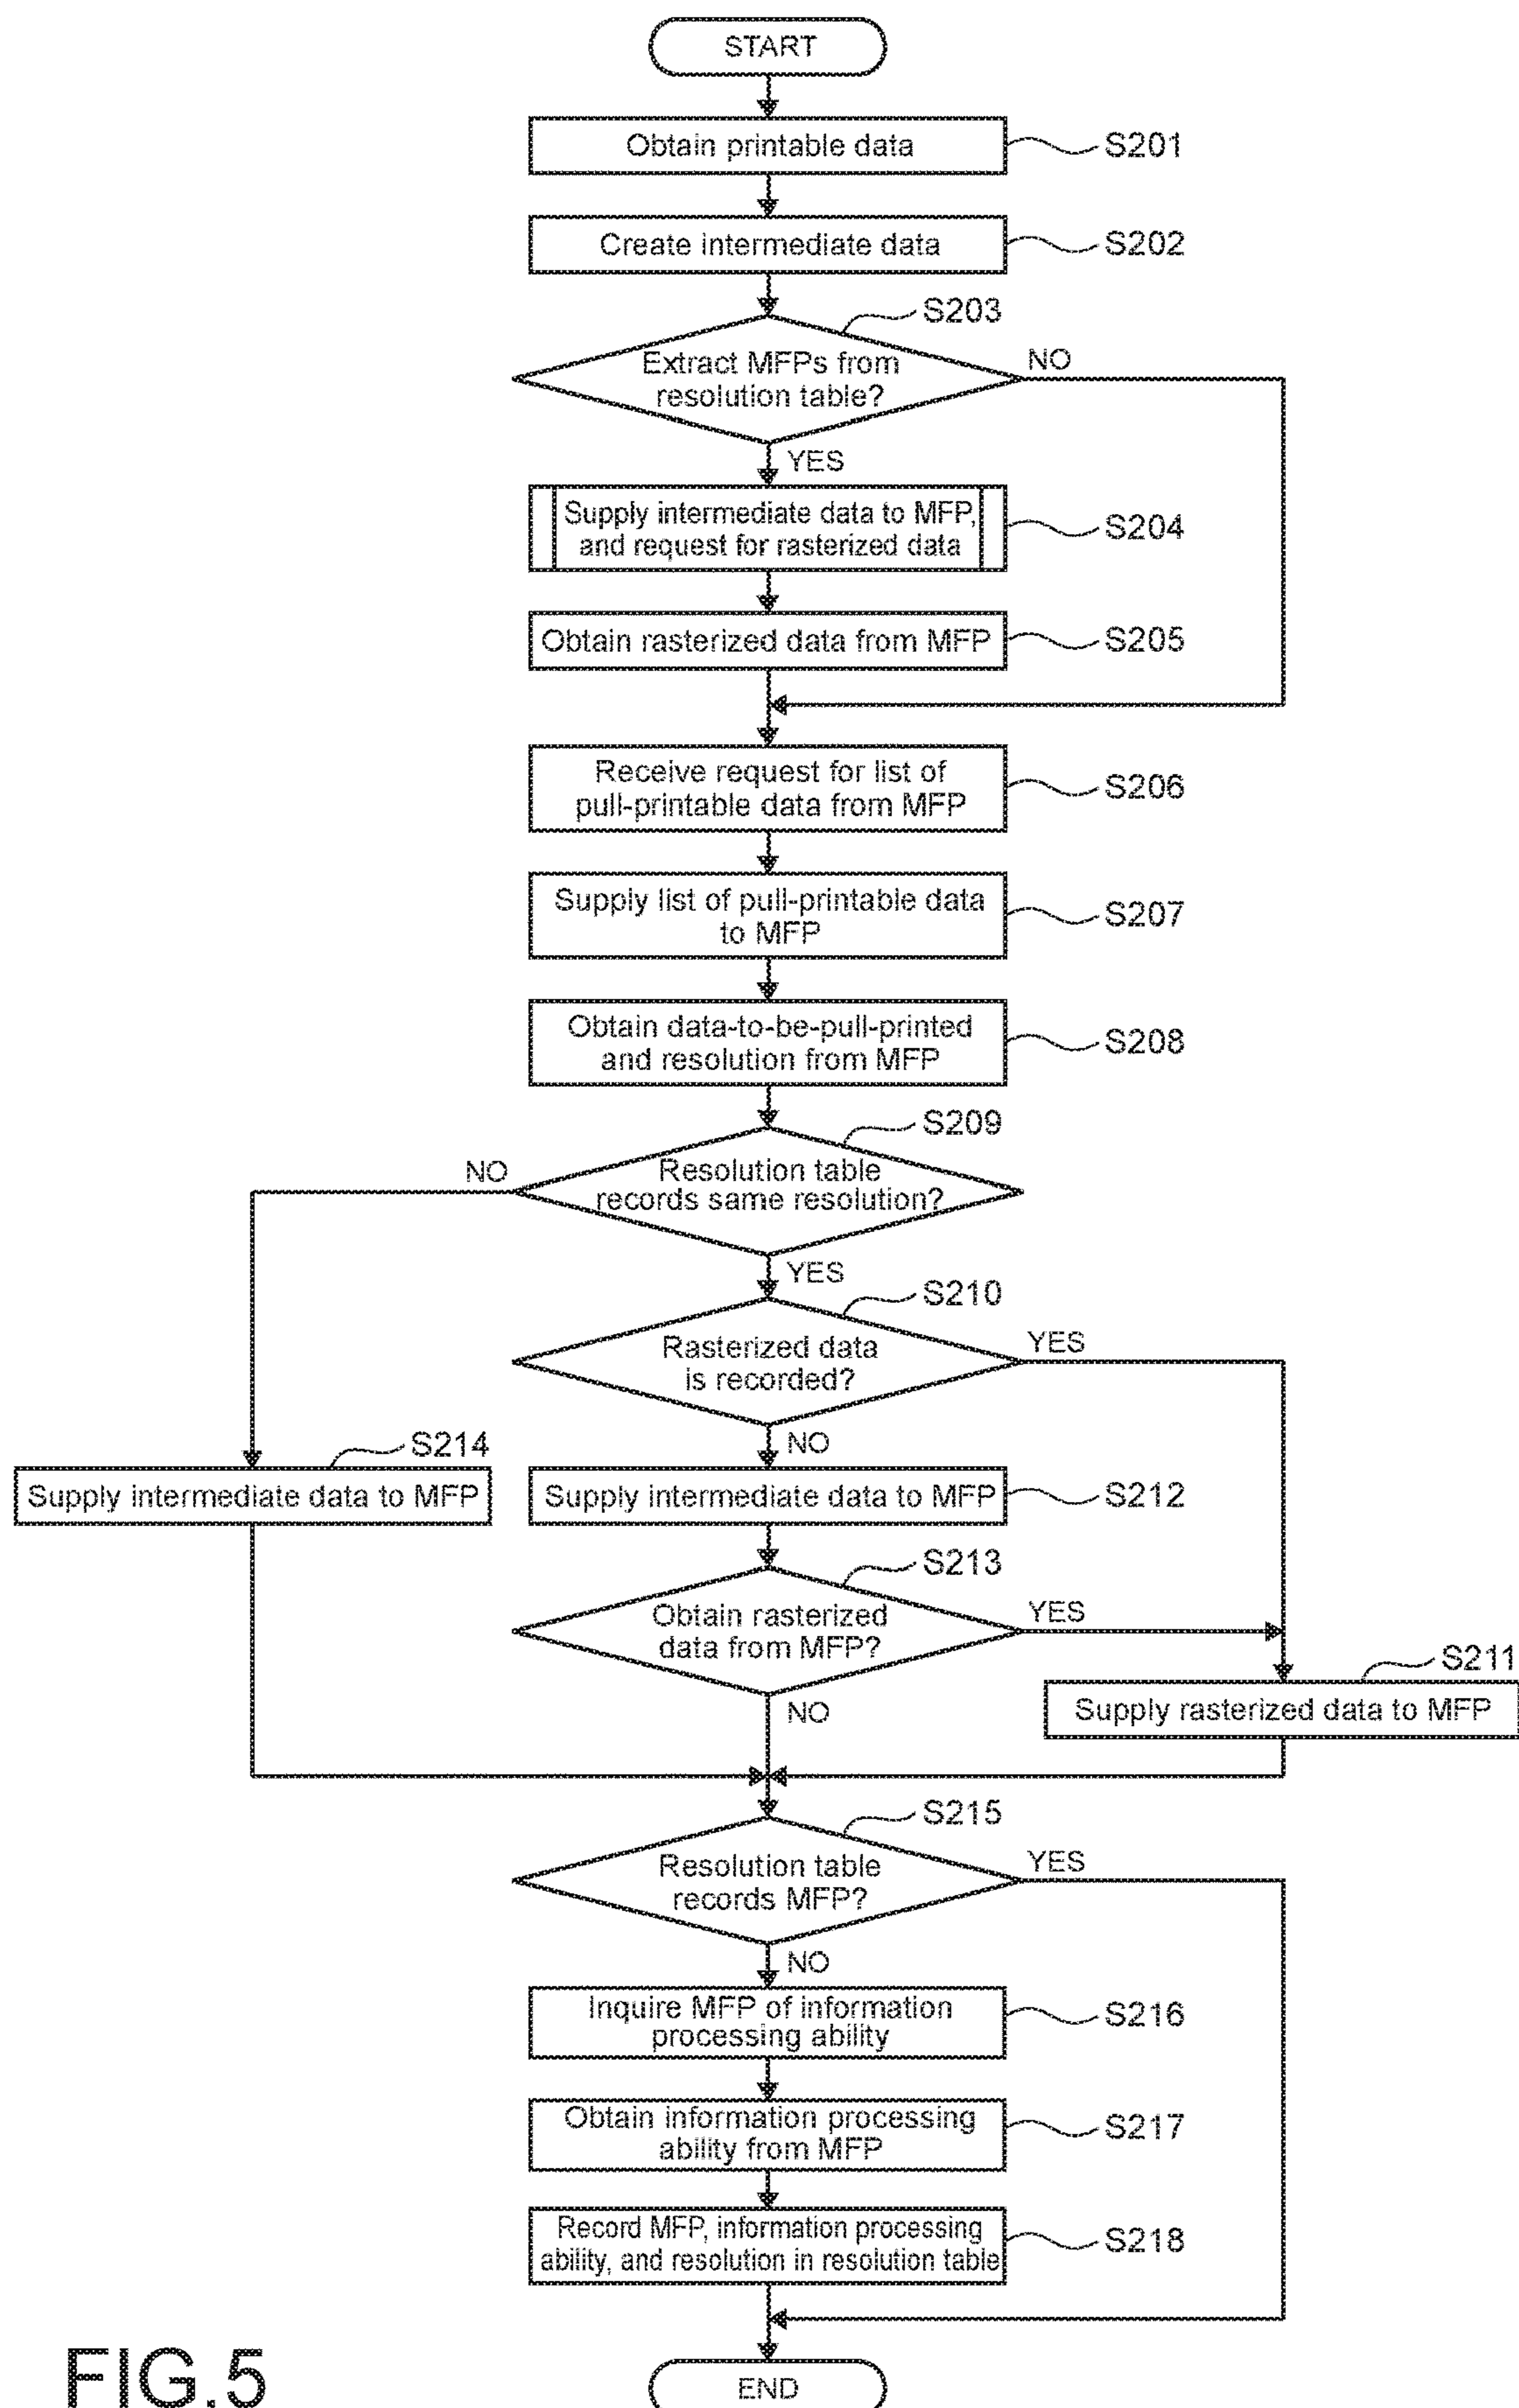 START
Obtain printable data
S201
Create intermediate data
S202
S203
Extract MFPs from
resolution table?
NO
YES
Supply intermediate data to MFP,
and request for rasterized data
S204
Obtain rasterized data from MFP
S205
Receive request for list of
pull-printable data from MFP
S206
Supply list of pull-printable data
to MFP
S207
Obtain data-to-be-pull-printed
and resolution from MFP
S208
S209
NO
Resolution table
records same resolution?
YES
S210
Rasterized data
is recorded?
YES
NO
S214
Supply intermediate data to MFP
Supply intermediate data to MFP
S212
S213
Obtain rasterized
data from MFP?
YES
S211
Supply rasterized data to MFP
NO
S215
Resolution table
records MFP?
YES
NO
Inquire MFP of information
processing ability
S216
Obtain information processing
ability from MFP
S217
Record MFP, information processing
ability, and resolution in resolution table
S218
END
FIG.5